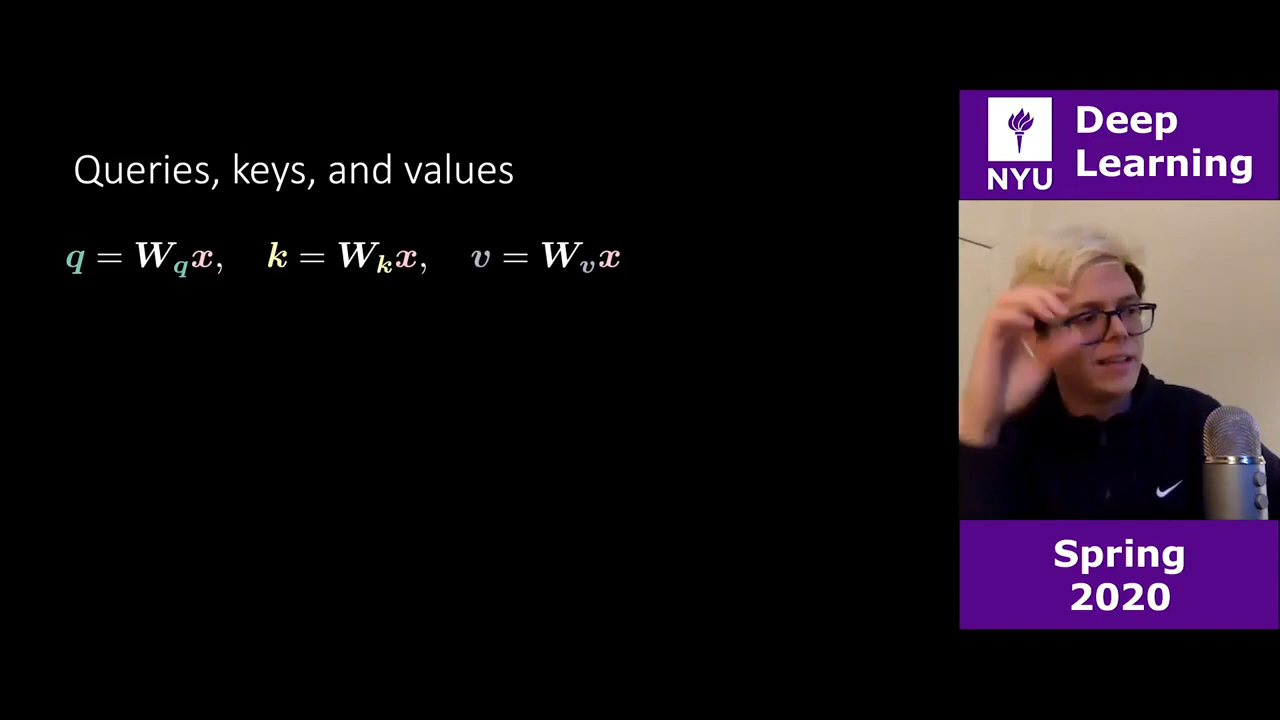 Queries, keys, and values
q = W_q x, k = W_k x, v = W_v x
NYU
Deep
Learning
Spring
2020